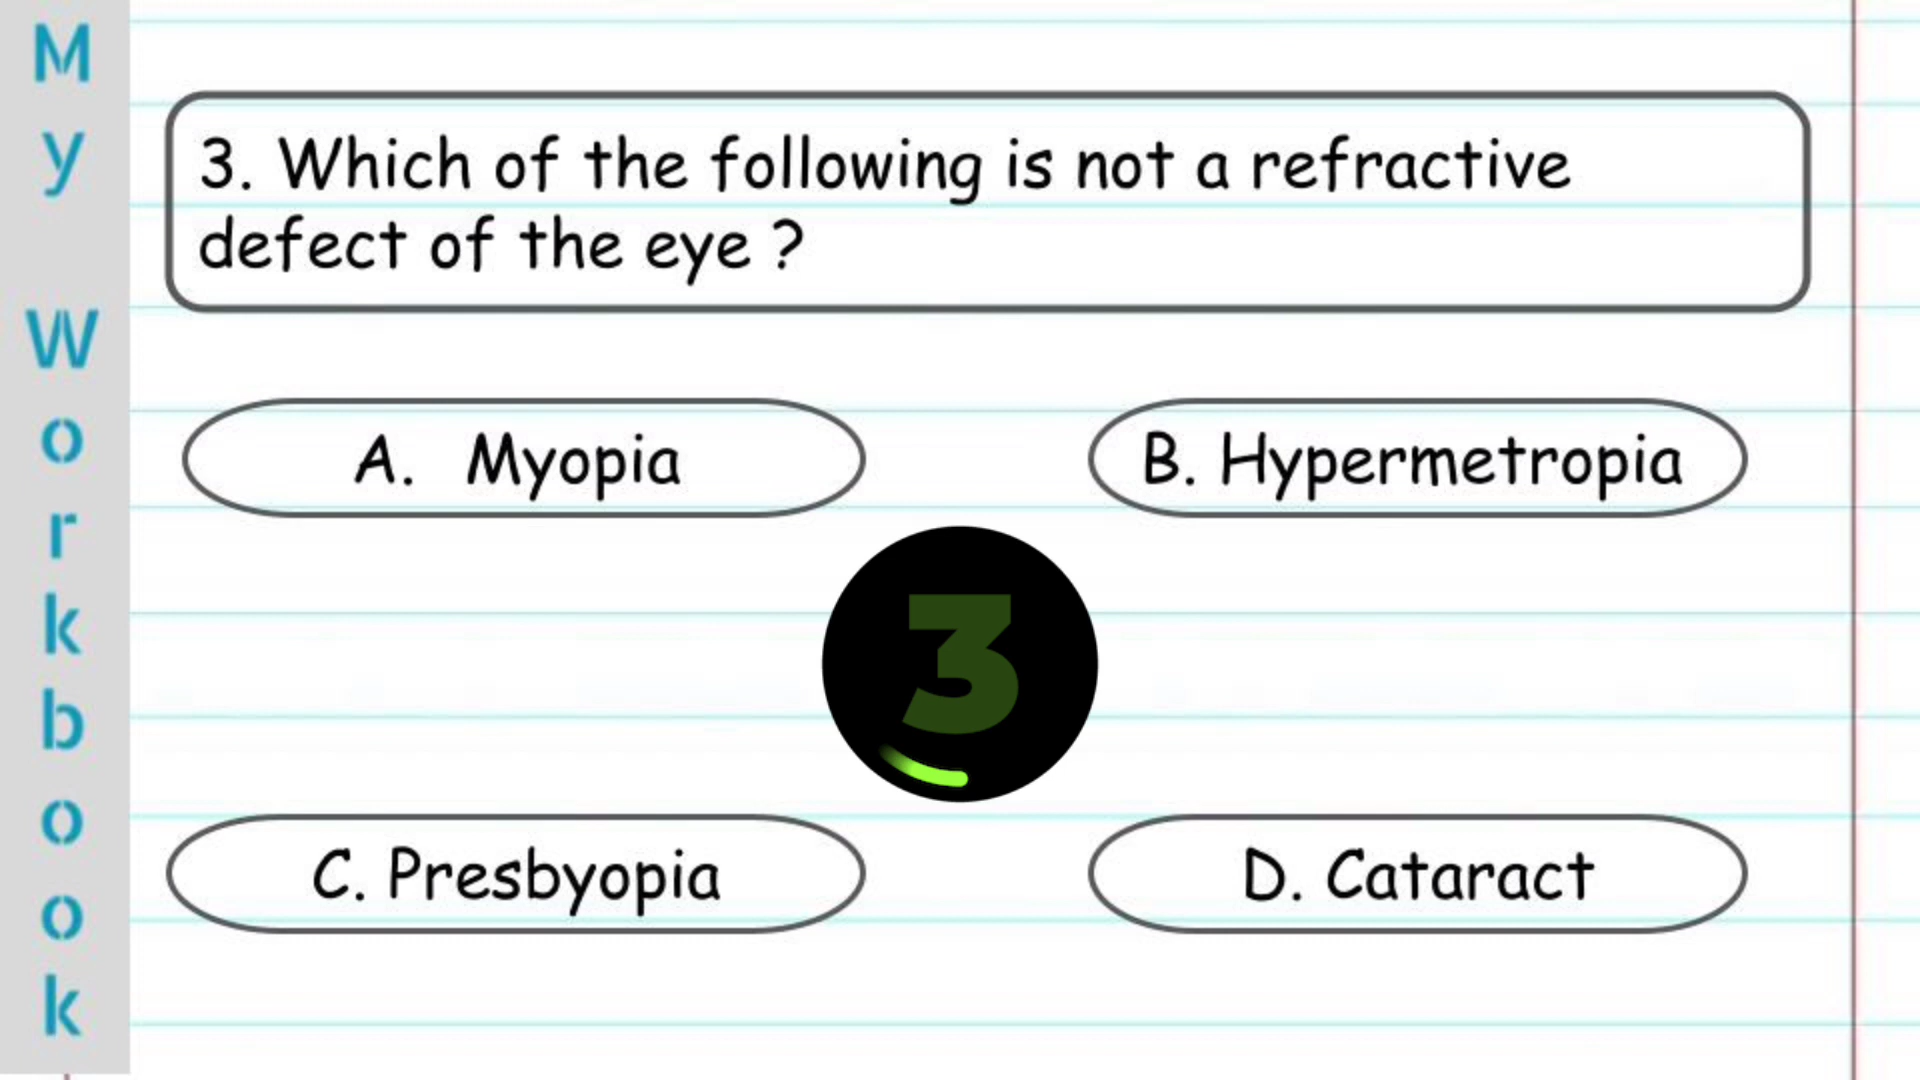 My Workbook
3. Which of the following is not a refractive
defect of the eye ?
A. Myopia
B. Hypermetropia
3
C. Presbyopia
D. Cataract